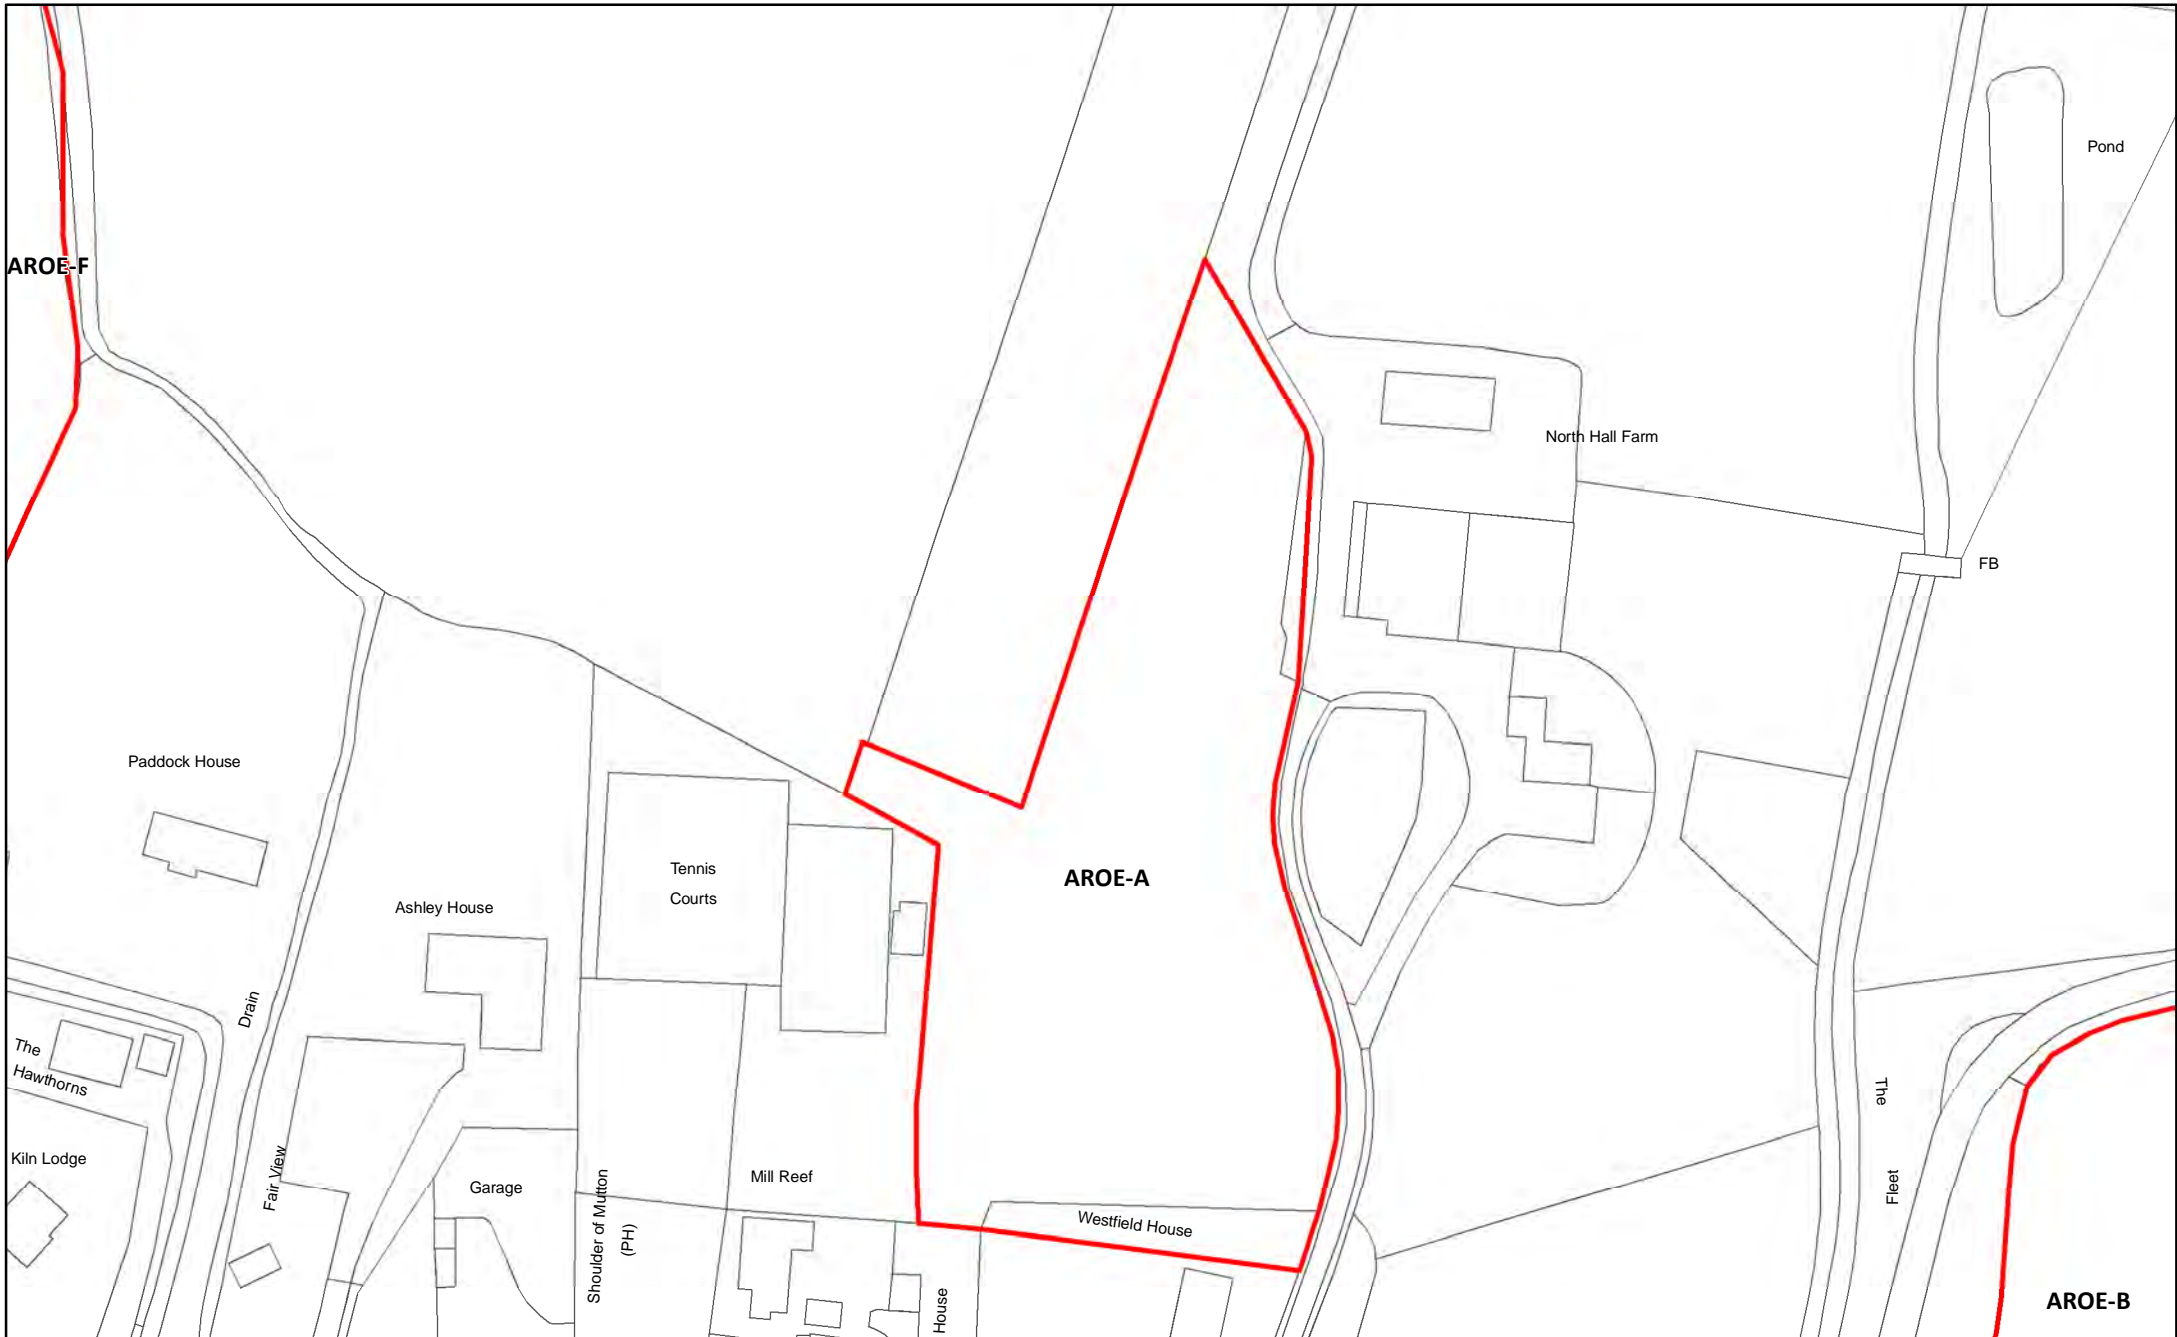 Pond
AROE-F
North Hall Farm
FB
Paddock House
Tennis
Courts
AROE-A
Ashley House
Drain
The
Hawthorns
The
Fleet
Kiln Lodge
Fair View
Garage
Shoulder of Mutton
(PH)
Mill Reef
Westfield House
House
AROE-B